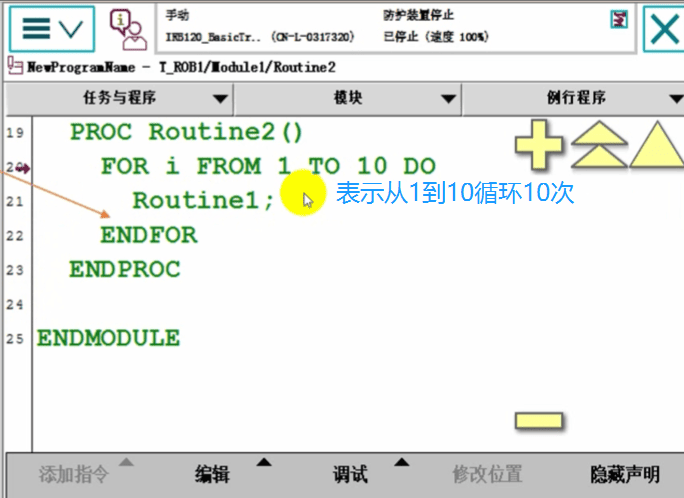 手动
防护装置停止
IRB120_BasicTr.. (CN-L-0317320)
已停止 (速度 100%)
NewProgramName - T_ROB1/Module1/Routine2
任务与程序
模块
例行程序
19 PROC Routine2()
20 FOR i FROM 1 TO 10 DO
21 Routine1; 表示从1到10循环10次
22 ENDFOR
23 ENDPROC
24
25 ENDMODULE
添加指令
编辑
调试
修改位置
隐藏声明